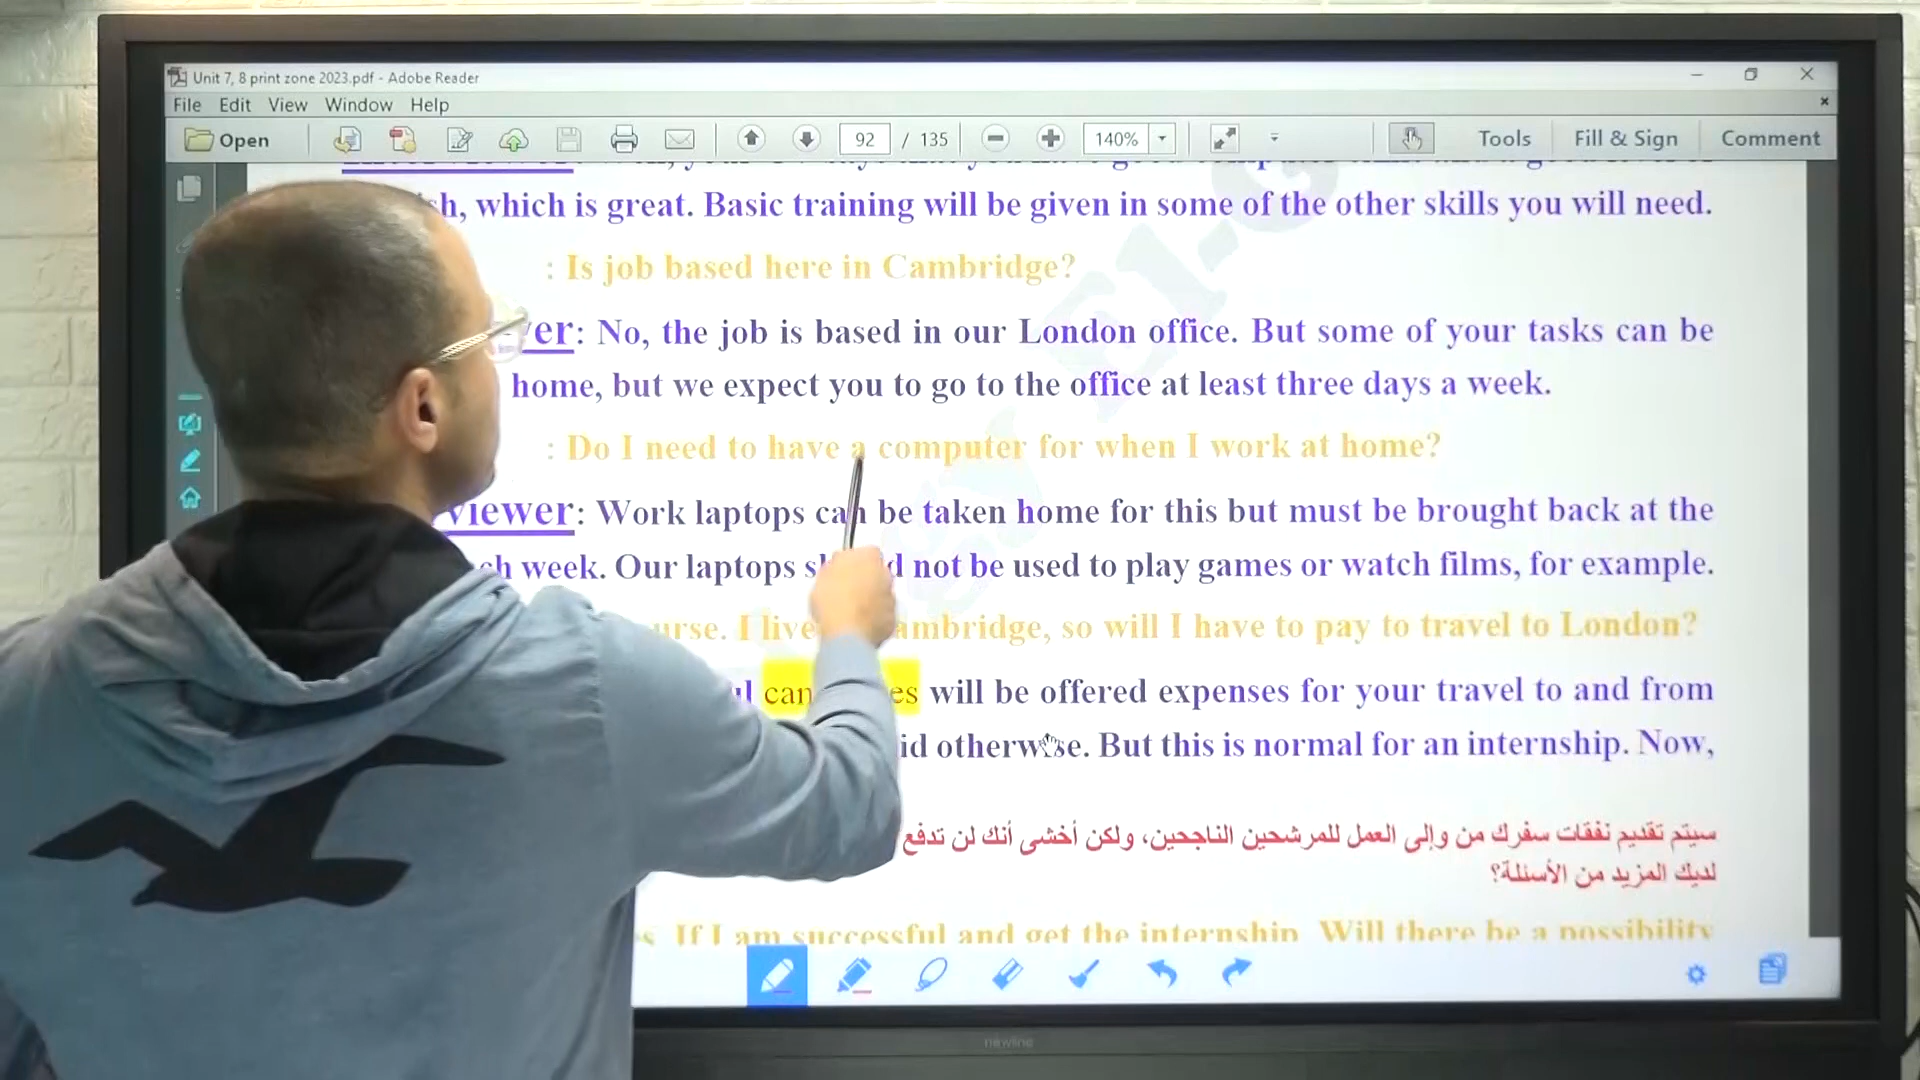 Unit 7, 8 print zone 2023.pdf - Adobe Reader
File Edit View Window Help
Open 92 / 135 140% Tools Fill & Sign Comment
which is great. Basic training will be given in some of the other skills you will need.
: Is job based here in Cambridge?
: No, the job is based in our London office. But some of your tasks can be
home, but we expect you to go to the office at least three days a week.
: Do I need to have a computer for when I work at home?
viewer: Work laptops can be taken home for this but must be brought back at the
week. Our laptops not be used to play games or watch films, for example.
I live ambridge, so will I have to pay to travel to London?
will be offered expenses for your travel to and from
otherwise. But this is normal for an internship. Now,
سيتم تقديم نفقات سفرك من وإلى العمل للمرشحين الناجحين، ولكن أخشى أنك لن تدفع
لديك المزيد من الأسئلة؟
If I am successful and get the internship Will there be a possibility
newline